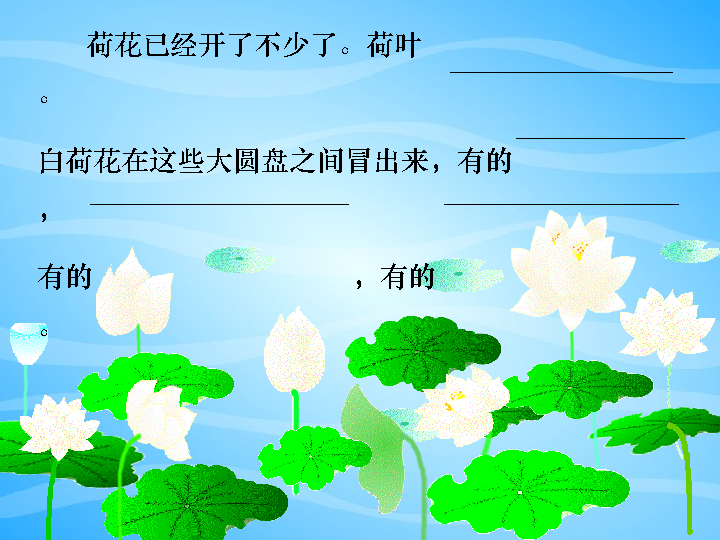 荷花已经开了不少了。荷叶
。
白荷花在这些大圆盘之间冒出来，有的
，
有的，有的
。